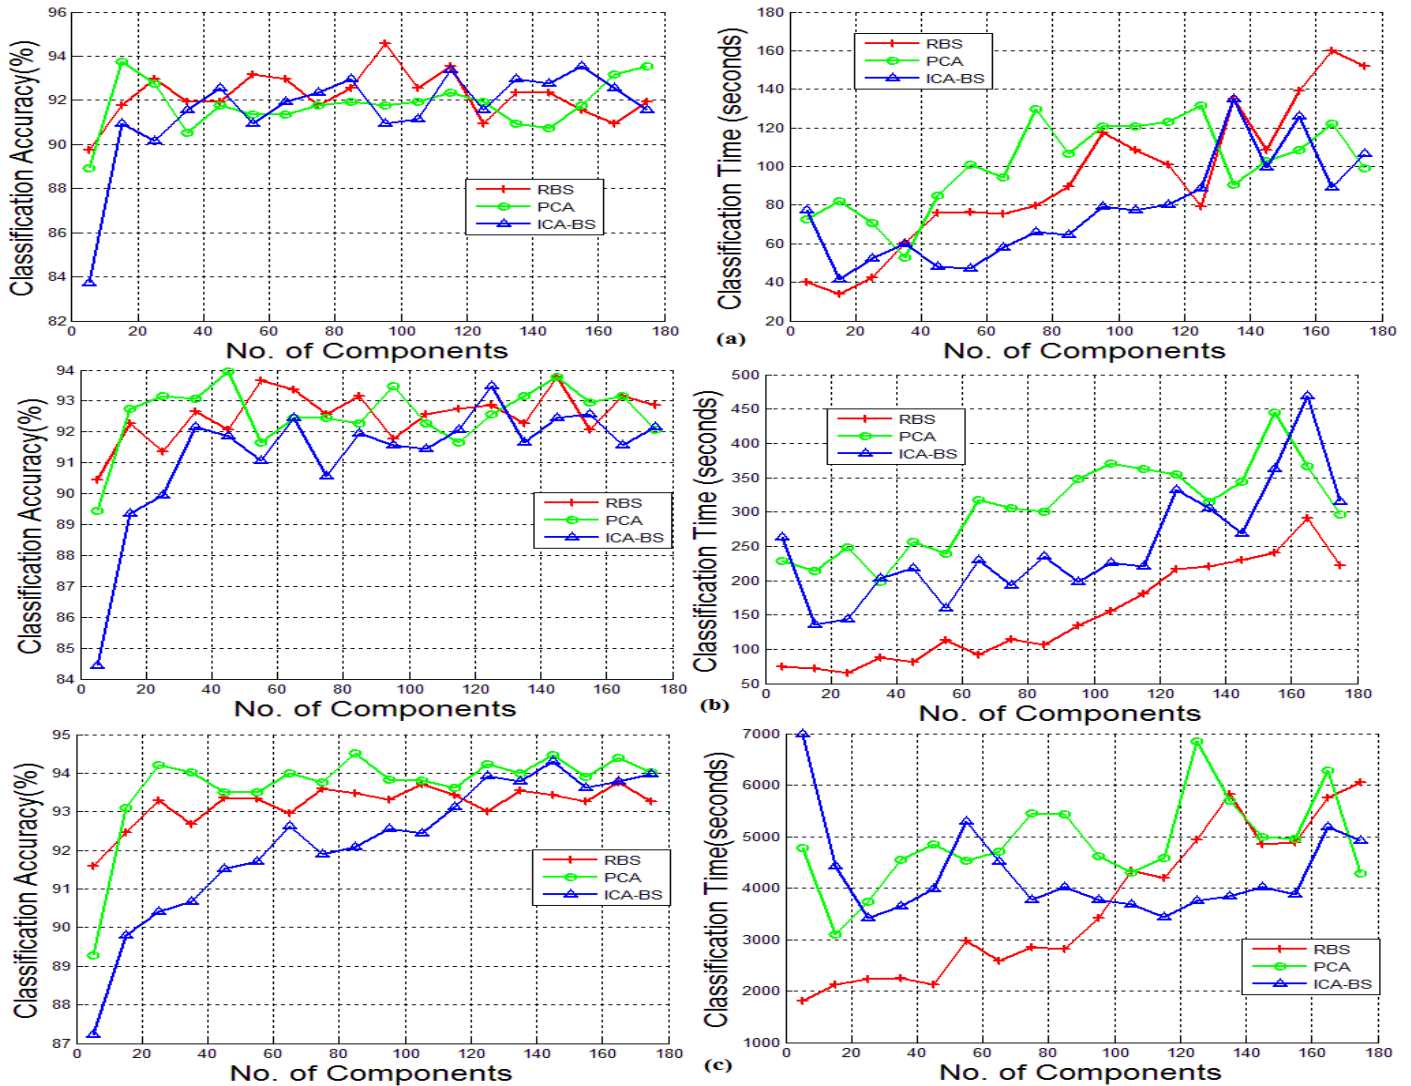 Classification Accuracy(%)
96
94
92
90
88
86
84
82
0 20 40 60 80 100 120 140 160 180
No. of Components
RBS
PCA
ICA-BS
Classification Time (seconds)
180
160
140
120
100
80
60
40
20
0 20 40 60 80 100 120 140 160 180
No. of Components
RBS
PCA
ICA-BS
(a)
Classification Accuracy(%)
94
93
92
91
90
89
88
87
86
85
84
0 20 40 60 80 100 120 140 160 180
No. of Components
RBS
PCA
ICA-BS
Classification Time (seconds)
500
450
400
350
300
250
200
150
100
50
0 20 40 60 80 100 120 140 160 180
No. of Components
RBS
PCA
ICA-BS
(b)
Classification Accuracy(%)
95
94
93
92
91
90
89
88
87
0 20 40 60 80 100 120 140 160 180
No. of Components
RBS
PCA
ICA-BS
Classification Time(seconds)
7000
6000
5000
4000
3000
2000
1000
0 20 40 60 80 100 120 140 160 180
No. of Components
RBS
PCA
ICA-BS
(c)